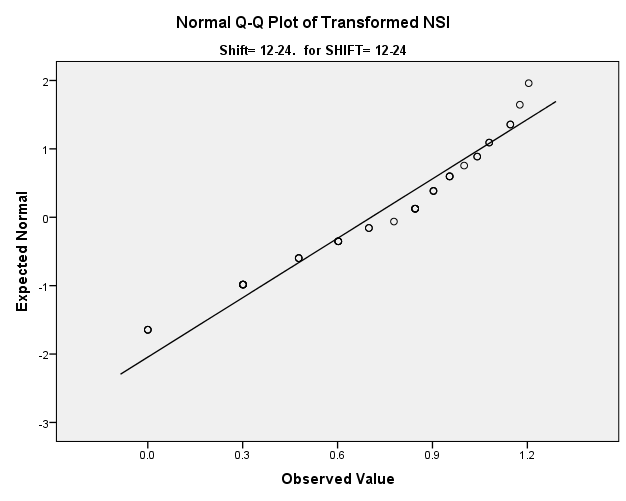 Normal Q-Q Plot of Transformed NSI
Shift= 12-24. for SHIFT= 12-24
2
1
0
-1
-2
-3
Expected Normal
0.0 0.3 0.6 0.9 1.2
Observed Value